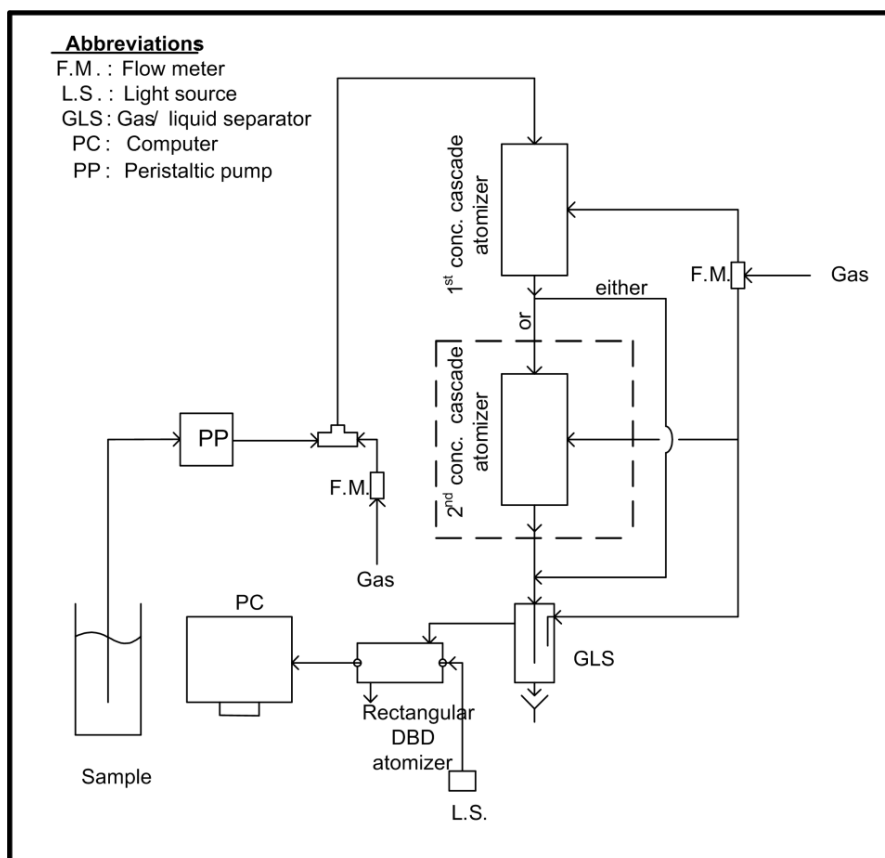 Abbreviations
F.M. : Flow meter
L.S. : Light source
GLS : Gas/ liquid separator
PC : Computer
PP : Peristaltic pump
1st conc. cascade
atomizer
F.M.
Gas
either
or
2nd conc. cascade
atomizer
PP
F.M.
Gas
PC
GLS
Rectangular
DBD
atomizer
Sample
L.S.